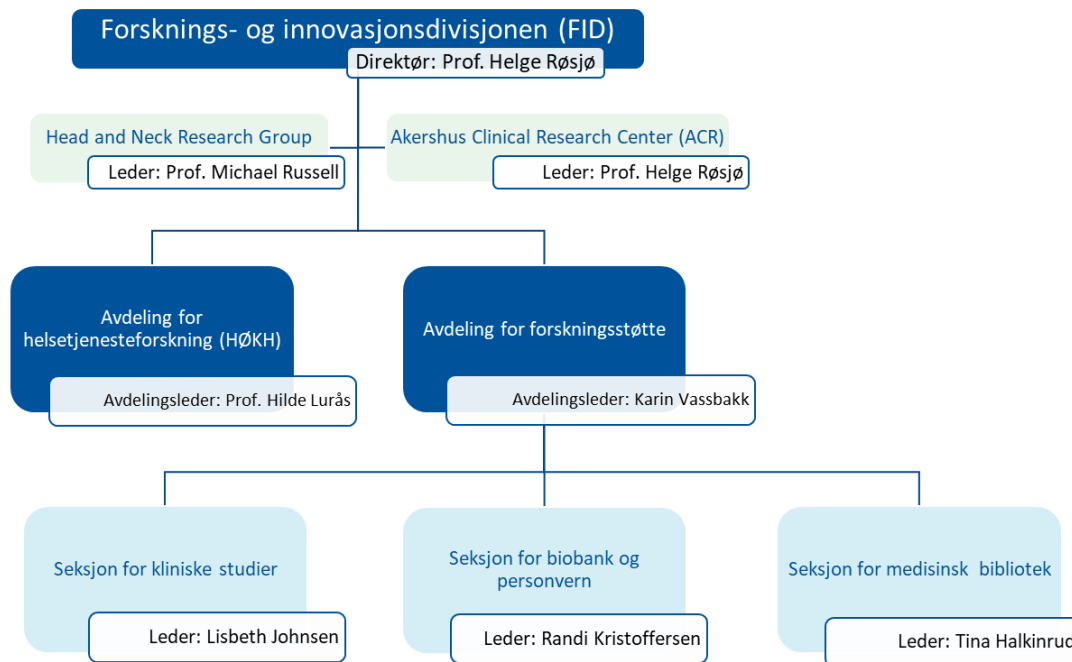 Forsknings- og innovasjonsdivisjonen (FID)
Direktør: Prof. Helge Røsjø
Head and Neck Research Group
Leder: Prof. Michael Russell
Akershus Clinical Research Center (ACR)
Leder: Prof. Helge Røsjø
Avdeling for
helsetjenesteforskning (HØKH)
Avdelingsleder: Prof. Hilde Lurås
Avdeling for forskningsstøtte
Avdelingsleder: Karin Vassbakk
Seksjon for kliniske studier
Leder: Lisbeth Johnsen
Seksjon for biobank og
personvern
Leder: Randi Kristoffersen
Seksjon for medisinsk bibliotek
Leder: Tina Halkinrud